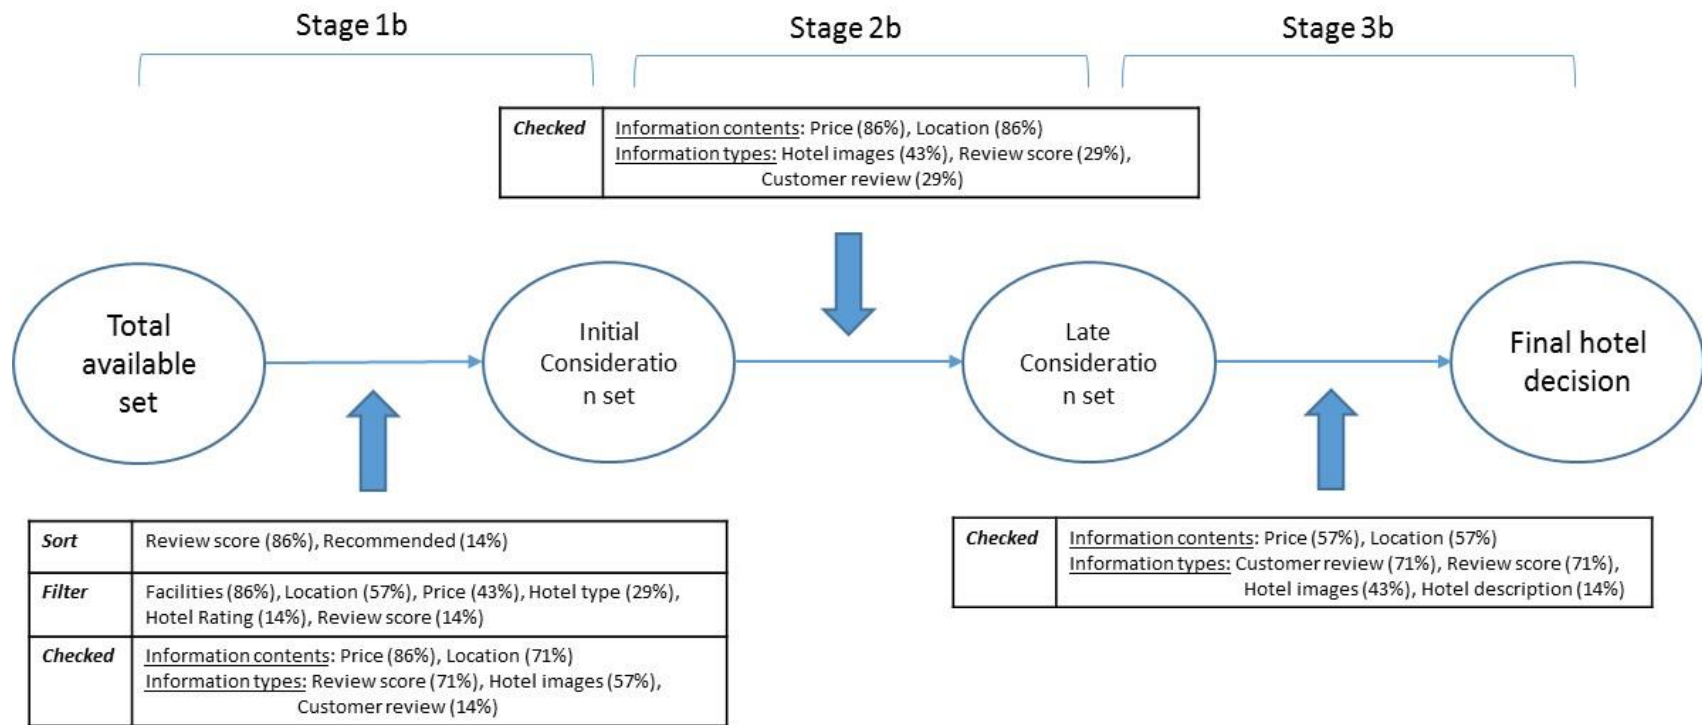 Stage 1b
Stage 2b
Stage 3b
Checked
Information contents: Price (86%), Location (86%)
Information types: Hotel images (43%), Review score (29%),
Customer review (29%)
Total
available
set
Initial
Consideratio
n set
Late
Consideratio
n set
Final hotel
decision
Sort
Review score (86%), Recommended (14%)
Filter
Facilities (86%), Location (57%), Price (43%), Hotel type (29%),
Hotel Rating (14%), Review score (14%)
Checked
Information contents: Price (86%), Location (71%)
Information types: Review score (71%), Hotel images (57%),
Customer review (14%)
Checked
Information contents: Price (57%), Location (57%)
Information types: Customer review (71%), Review score (71%),
Hotel images (43%), Hotel description (14%)